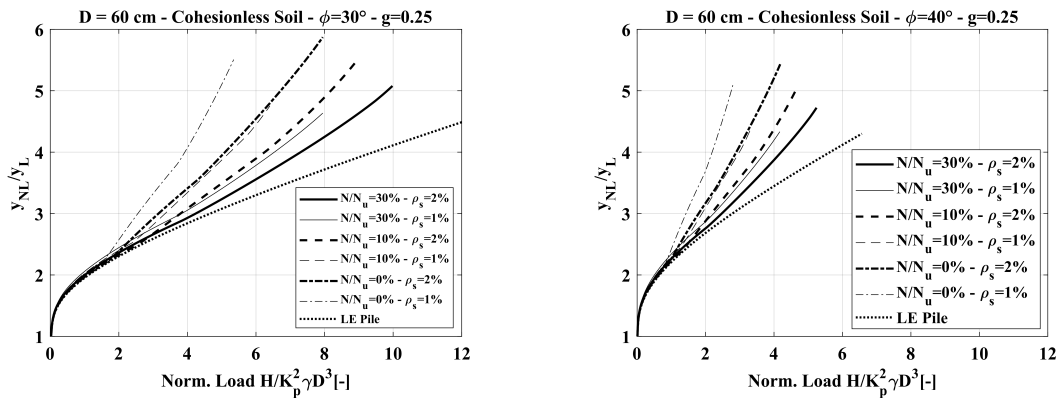 D = 60 cm - Cohesionless Soil - ϕ=30° - g=0.25
y_NL/y_L
6
5
4
3
2
1
N/N_u=30% - ρ_s=2%
N/N_u=30% - ρ_s=1%
N/N_u=10% - ρ_s=2%
N/N_u=10% - ρ_s=1%
N/N_u=0% - ρ_s=2%
N/N_u=0% - ρ_s=1%
LE Pile
0 2 4 6 8 10 12
Norm. Load H/K_p^2 γD^3[-]
D = 60 cm - Cohesionless Soil - ϕ=40° - g=0.25
y_NL/y_L
6
5
4
3
2
1
N/N_u=30% - ρ_s=2%
N/N_u=30% - ρ_s=1%
N/N_u=10% - ρ_s=2%
N/N_u=10% - ρ_s=1%
N/N_u=0% - ρ_s=2%
N/N_u=0% - ρ_s=1%
LE Pile
0 2 4 6 8 10 12
Norm. Load H/K_p^2 γD^3[-]